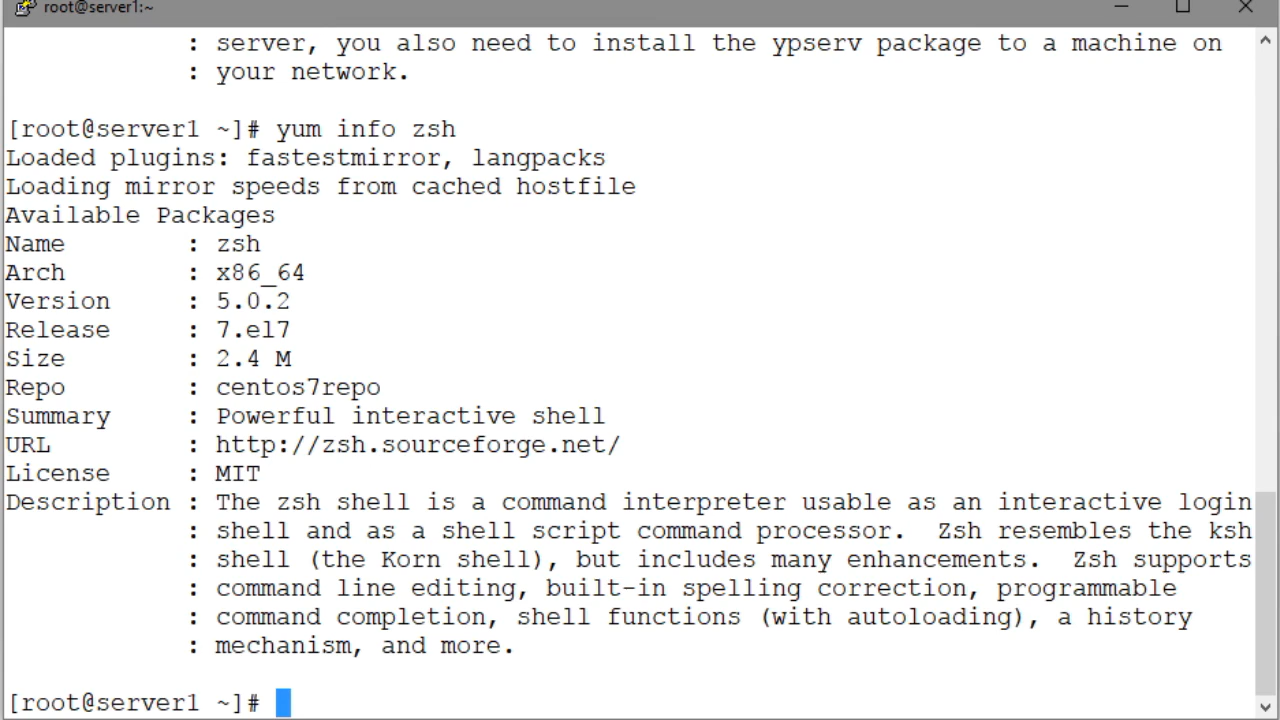 root@server1:~
: server, you also need to install the ypserv package to a machine on
: your network.
[root@server1 ~]# yum info zsh
Loaded plugins: fastestmirror, langpacks
Loading mirror speeds from cached hostfile
Available Packages
Name : zsh
Arch : x86_64
Version : 5.0.2
Release : 7.el7
Size : 2.4 M
Repo : centos7repo
Summary : Powerful interactive shell
URL : http://zsh.sourceforge.net/
License : MIT
Description : The zsh shell is a command interpreter usable as an interactive login
: shell and as a shell script command processor.  Zsh resembles the ksh
: shell (the Korn shell), but includes many enhancements.  Zsh supports
: command line editing, built-in spelling correction, programmable
: command completion, shell functions (with autoloading), a history
: mechanism, and more.
[root@server1 ~]#